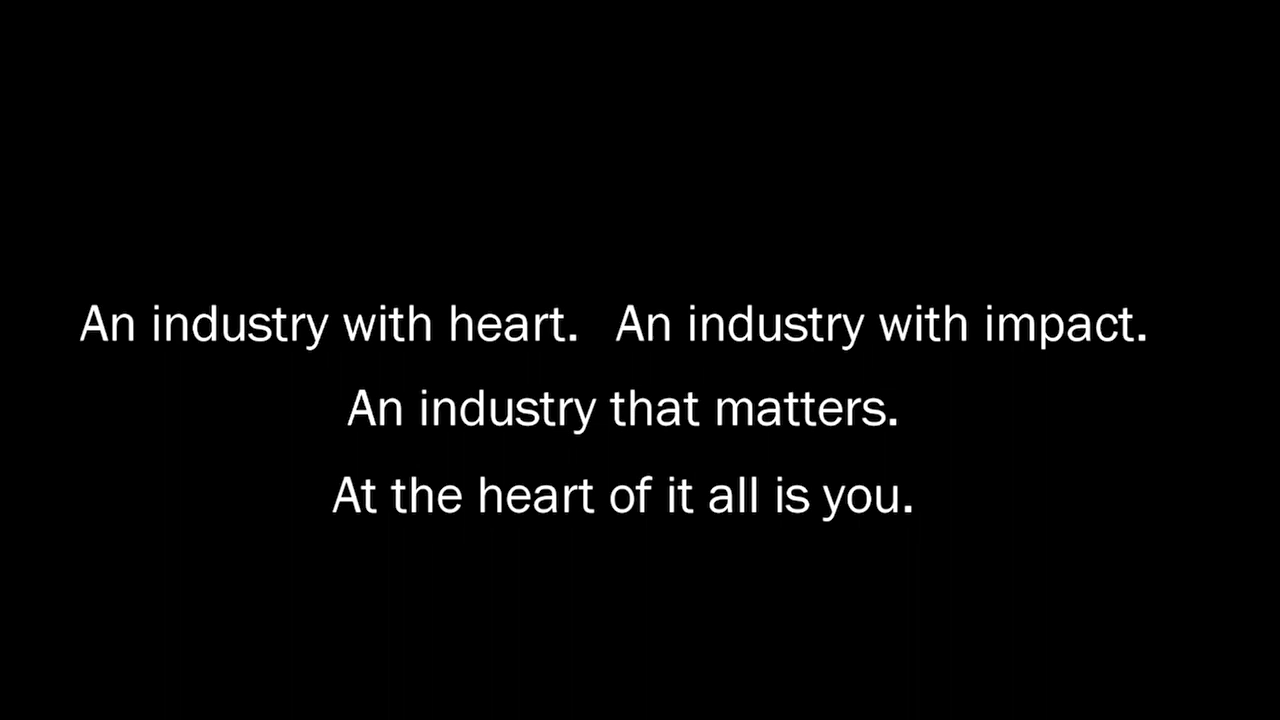 An industry with heart. An industry with impact.
An industry that matters.
At the heart of it all is you.